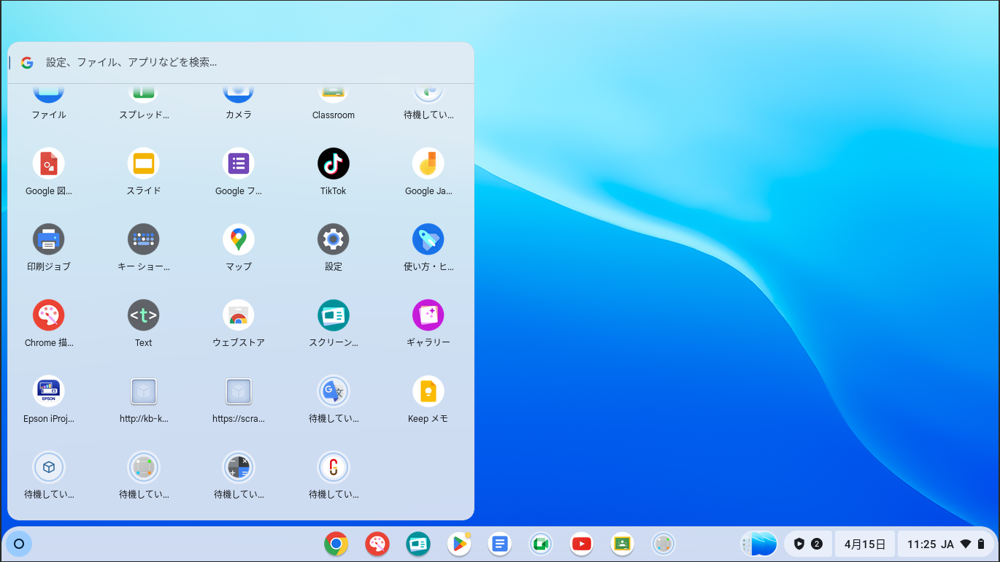 設定、ファイル、アプリなどを検索...
ファイル
スプレッド...
カメラ
Classroom
待機してい...
Google 図...
スライド
Google フ...
TikTok
Google Ja...
印刷ジョブ
キー ショー...
マップ
設定
使い方・ヒ...
Chrome 描...
<t>
Text
ウェブストア
スクリーン...
ギャラリー
EPSON
Epson iProj...
http://kb-k...
https://scra...
G 文
待機してい...
Keep メモ
待機してい...
待機してい...
待機してい...
待機してい...
2
4月15日
11:25 JA